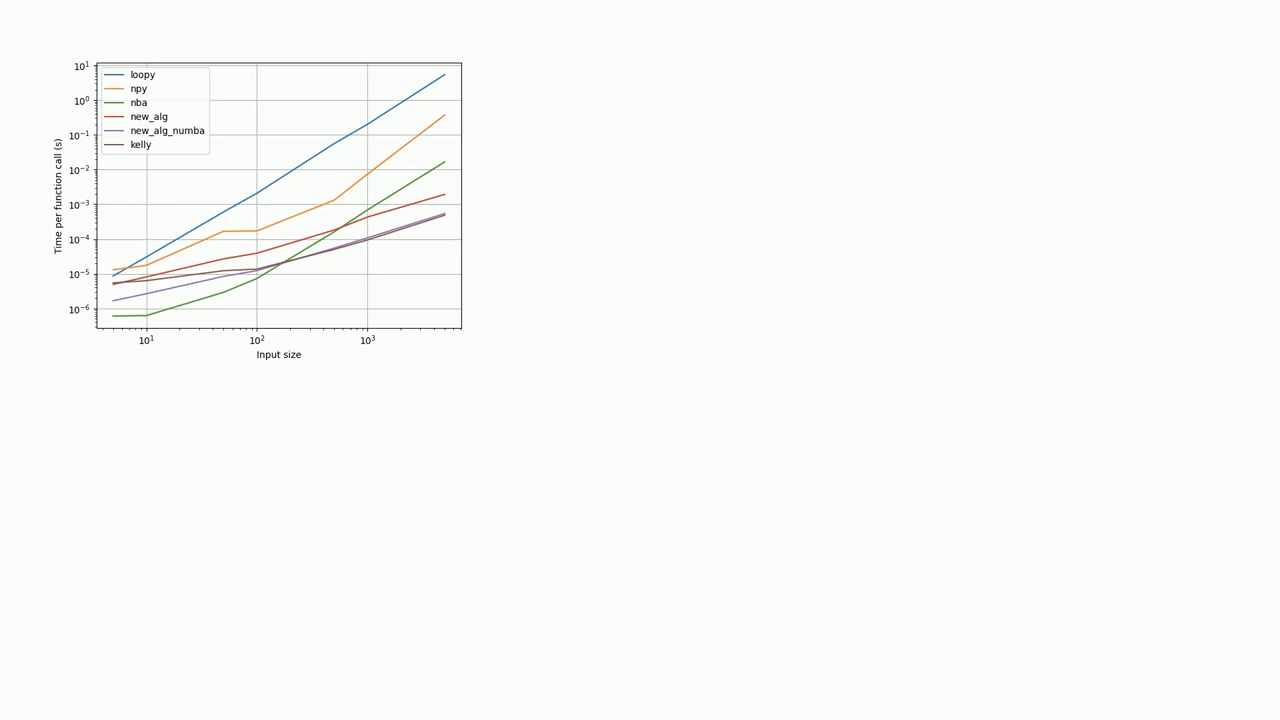 loopy
npy
nba
new_alg
new_alg_numba
kelly
Time per function call (s)
10¹
10⁰
10⁻¹
10⁻²
10⁻³
10⁻⁴
10⁻⁵
10⁻⁶
10¹ 10² 10³
Input size